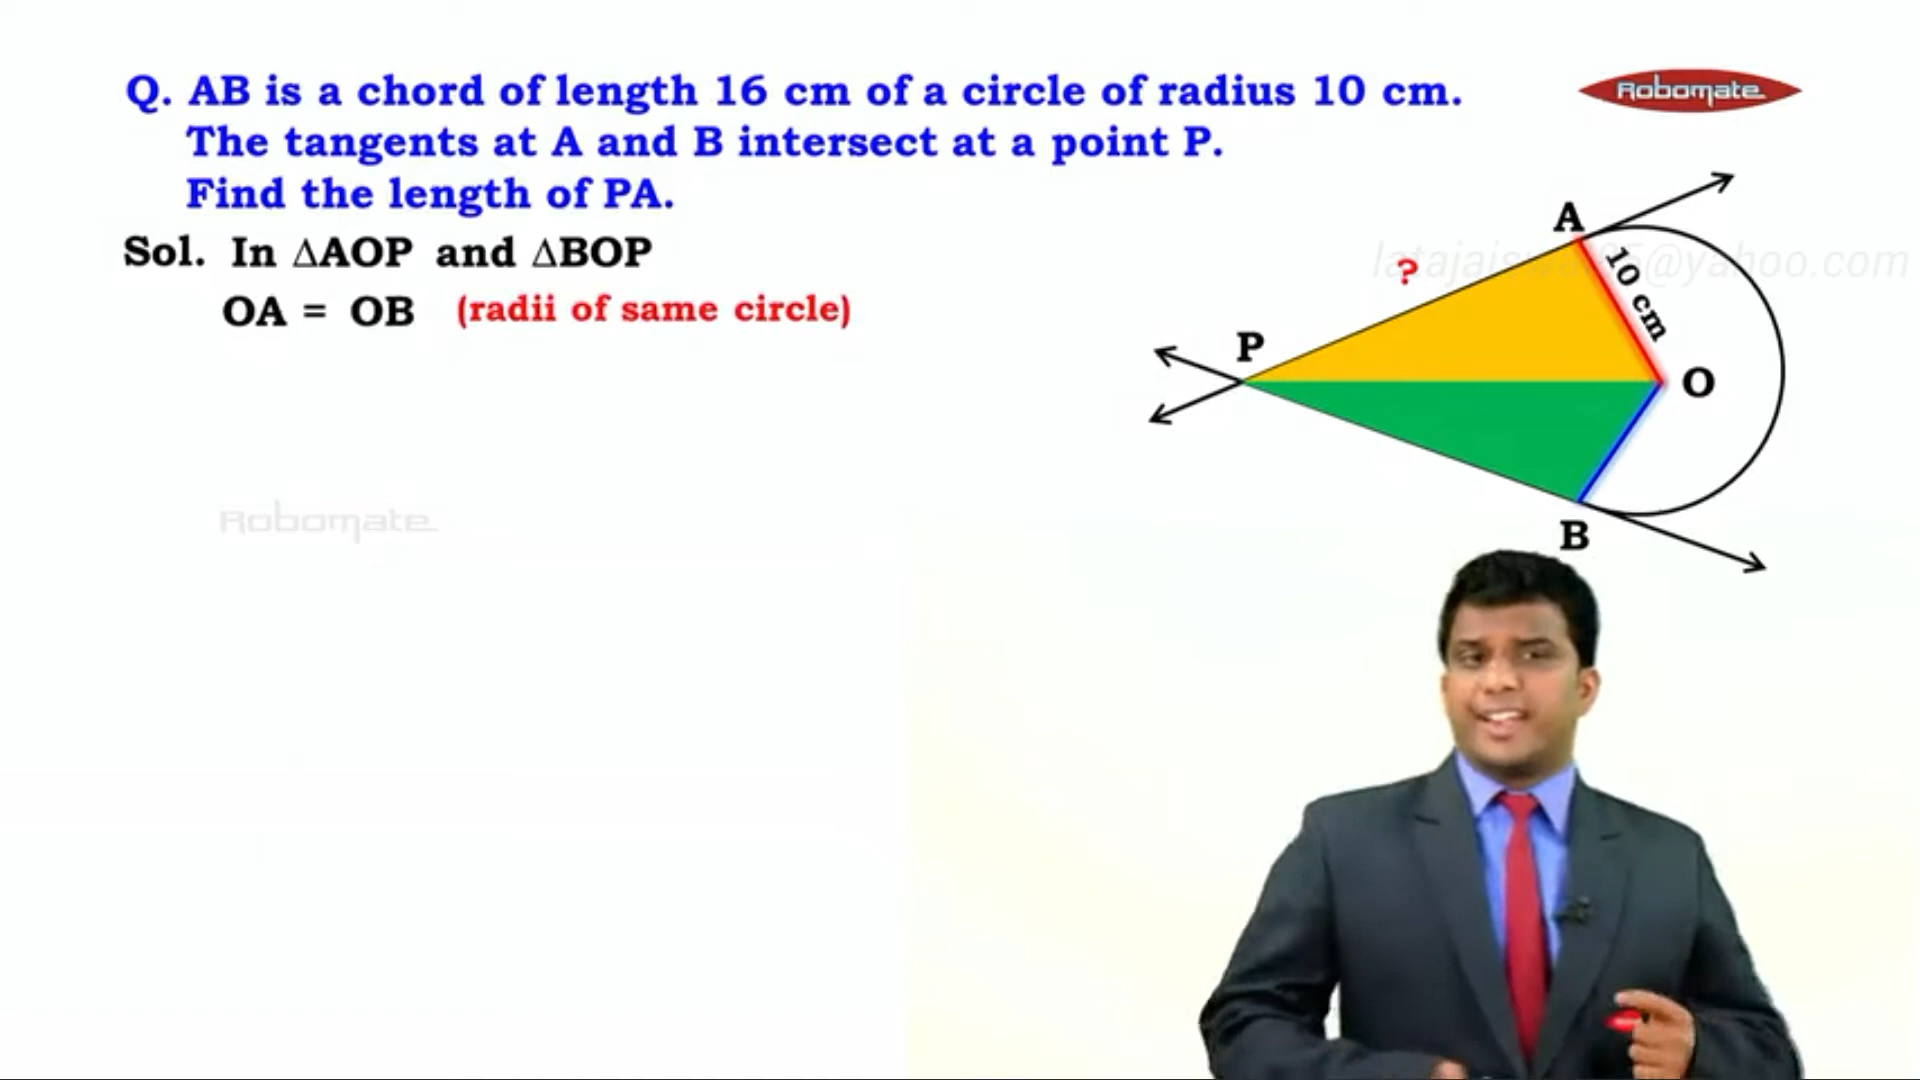 Q. AB is a chord of length 16 cm of a circle of radius 10 cm.
The tangents at A and B intersect at a point P.
Find the length of PA.
Robomate
Sol. In ∆AOP and ∆BOP
OA = OB (radii of same circle)
A
?
10 cm
@yahoo.com
P
O
B
Robomate